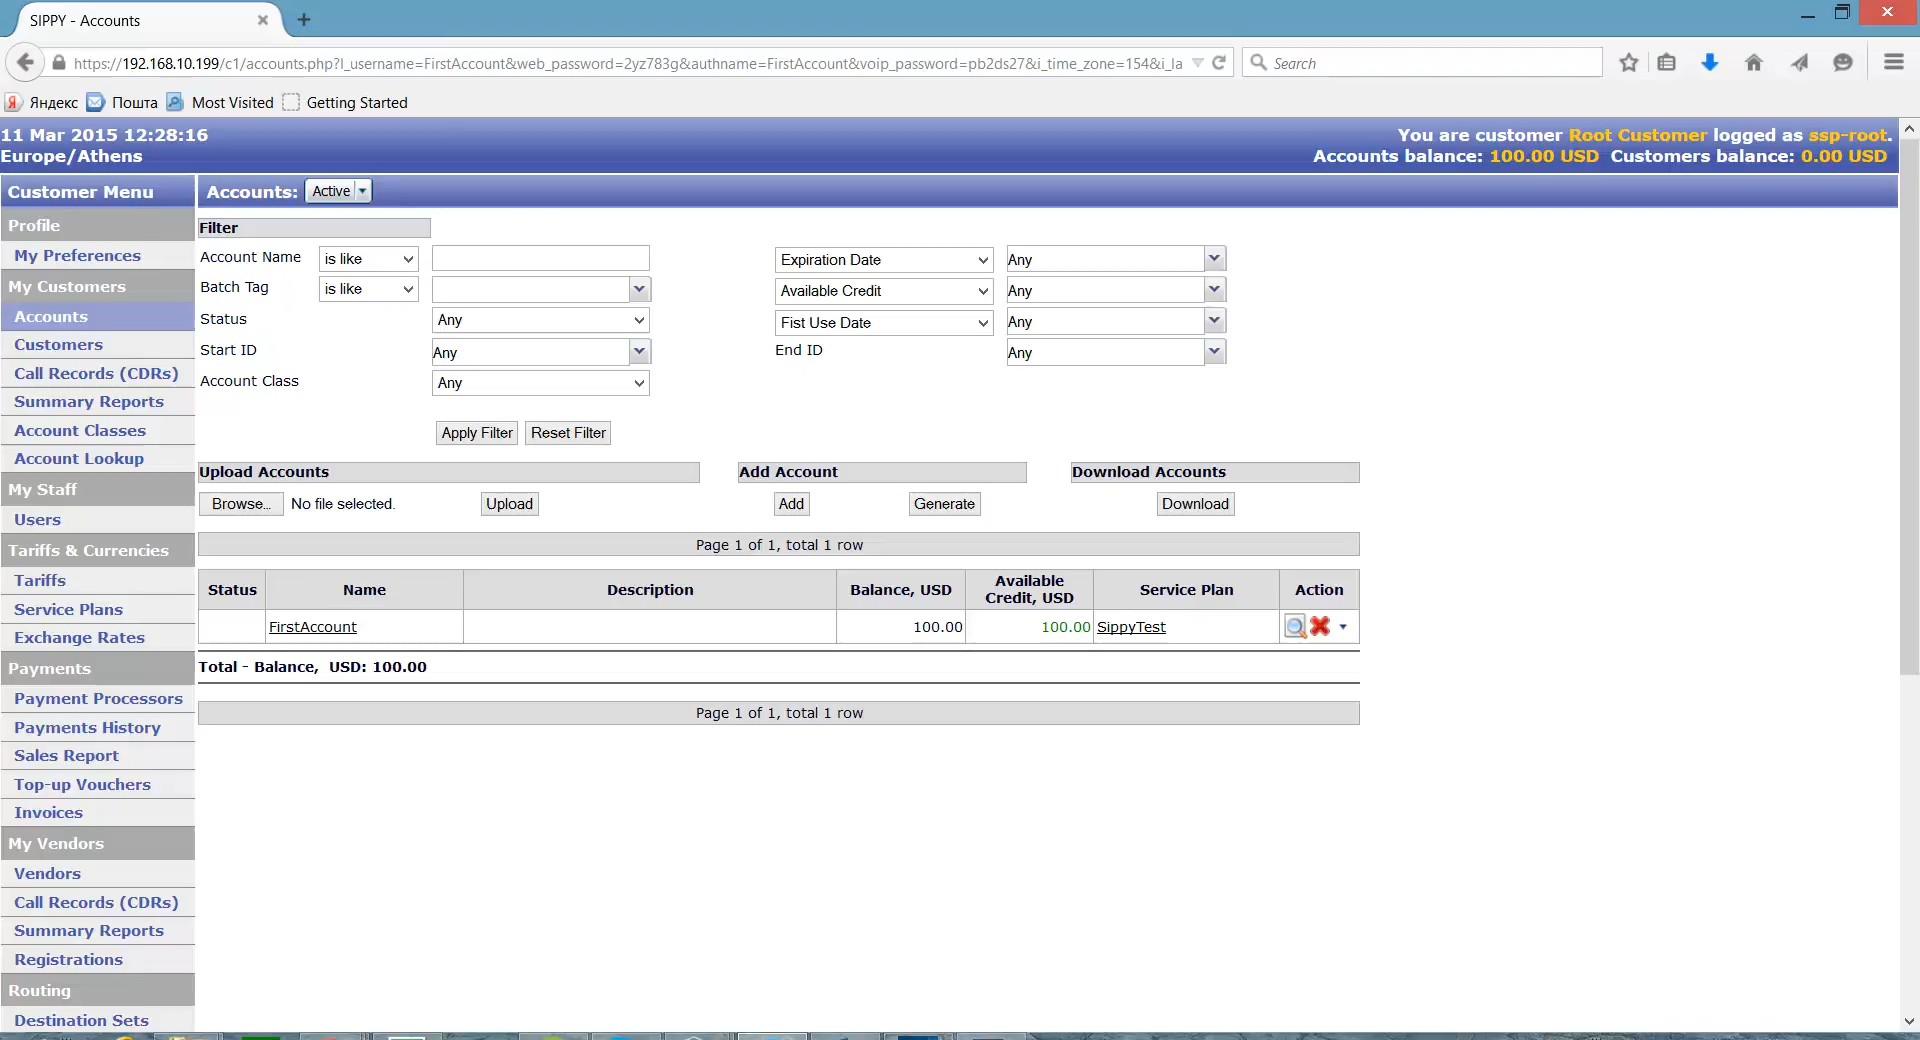 SIPPY - Accounts
https://192.168.10.199/c1/accounts.php?l_username=FirstAccount&web_password=2yz783g&authname=FirstAccount&voip_password=pb2ds27&i_time_zone=154&i_la
Search
Яндекс Пошта Most Visited Getting Started
11 Mar 2015 12:28:16
Europe/Athens
You are customer Root Customer logged as ssp-root.
Accounts balance: 100.00 USD Customers balance: 0.00 USD
Customer Menu
Profile
My Preferences
My Customers
Accounts
Customers
Call Records (CDRs)
Summary Reports
Account Classes
Account Lookup
My Staff
Users
Tariffs & Currencies
Tariffs
Service Plans
Exchange Rates
Payments
Payment Processors
Payments History
Sales Report
Top-up Vouchers
Invoices
My Vendors
Vendors
Call Records (CDRs)
Summary Reports
Registrations
Routing
Destination Sets
Accounts: Active
Filter
Account Name is like Expiration Date Any
Batch Tag is like Available Credit Any
Status Any Fist Use Date Any
Start ID Any End ID Any
Account Class Any
Apply Filter Reset Filter
Upload Accounts Add Account Download Accounts
Browse... No file selected. Upload Add Generate Download
Page 1 of 1, total 1 row
Status Name Description Balance, USD Available Credit, USD Service Plan Action
FirstAccount 100.00 100.00 SippyTest
Total - Balance, USD: 100.00
Page 1 of 1, total 1 row